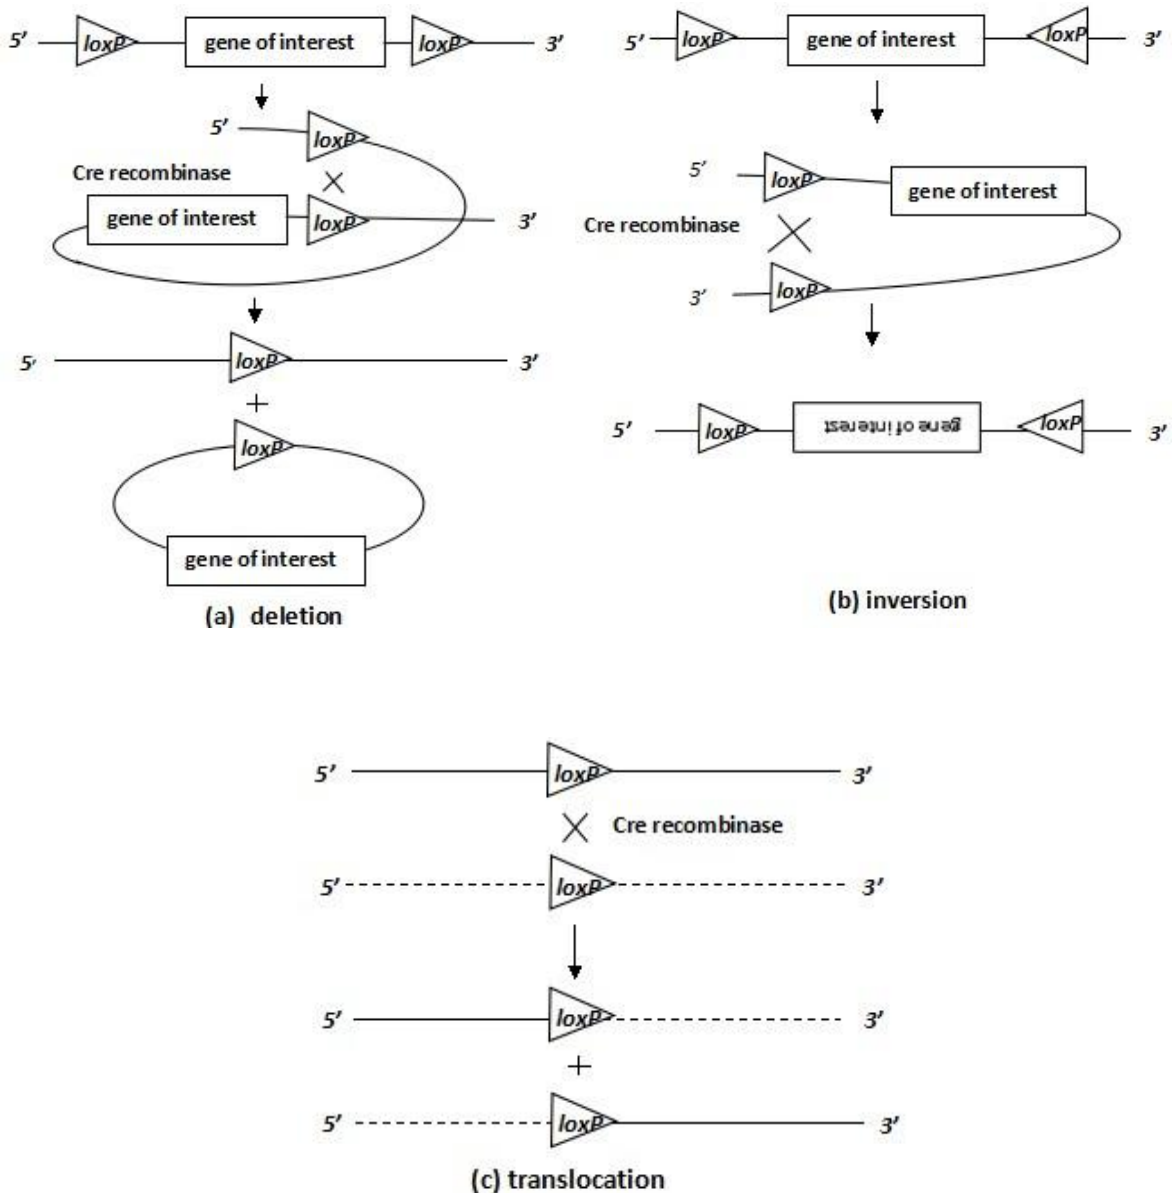 5' loxP gene of interest loxP 3'
5' loxP
Cre recombinase
gene of interest loxP 3'
5' loxP 3'
+
loxP
gene of interest
(a) deletion
5' loxP gene of interest loxP 3'
5' loxP gene of interest
Cre recombinase
3' loxP
5' loxP gene of interest loxP 3'
(b) inversion
5' loxP 3'
Cre recombinase
5' loxP 3'
5' loxP 3'
+
5' loxP 3'
(c) translocation